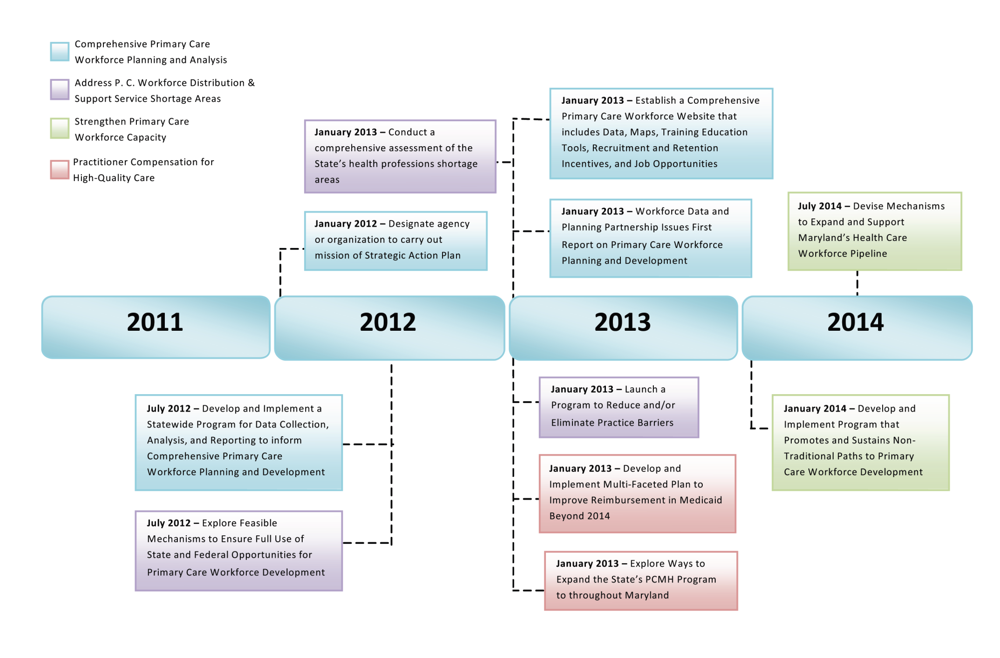 Comprehensive Primary Care
Workforce Planning and Analysis
Address P. C. Workforce Distribution &
Support Service Shortage Areas
Strengthen Primary Care
Workforce Capacity
Practitioner Compensation for
High-Quality Care
January 2013 – Conduct a
comprehensive assessment of the
State’s health professions shortage
areas
January 2012 – Designate agency
or organization to carry out
mission of Strategic Action Plan
January 2013 – Establish a Comprehensive
Primary Care Workforce Website that
includes Data, Maps, Training Education
Tools, Recruitment and Retention
Incentives, and Job Opportunities
January 2013 – Workforce Data and
Planning Partnership Issues First
Report on Primary Care Workforce
Planning and Development
July 2014 – Devise Mechanisms
to Expand and Support
Maryland’s Health Care
Workforce Pipeline
2011
2012
2013
2014
July 2012 – Develop and Implement a
Statewide Program for Data Collection,
Analysis, and Reporting to inform
Comprehensive Primary Care
Workforce Planning and Development
July 2012 – Explore Feasible
Mechanisms to Ensure Full Use of
State and Federal Opportunities for
Primary Care Workforce Development
January 2013 – Launch a
Program to Reduce and/or
Eliminate Practice Barriers
January 2013 – Develop and
Implement Multi-Faceted Plan to
Improve Reimbursement in Medicaid
Beyond 2014
January 2013 – Explore Ways to
Expand the State’s PCMH Program
to throughout Maryland
January 2014 – Develop and
Implement Program that
Promotes and Sustains Non-
Traditional Paths to Primary
Care Workforce Development